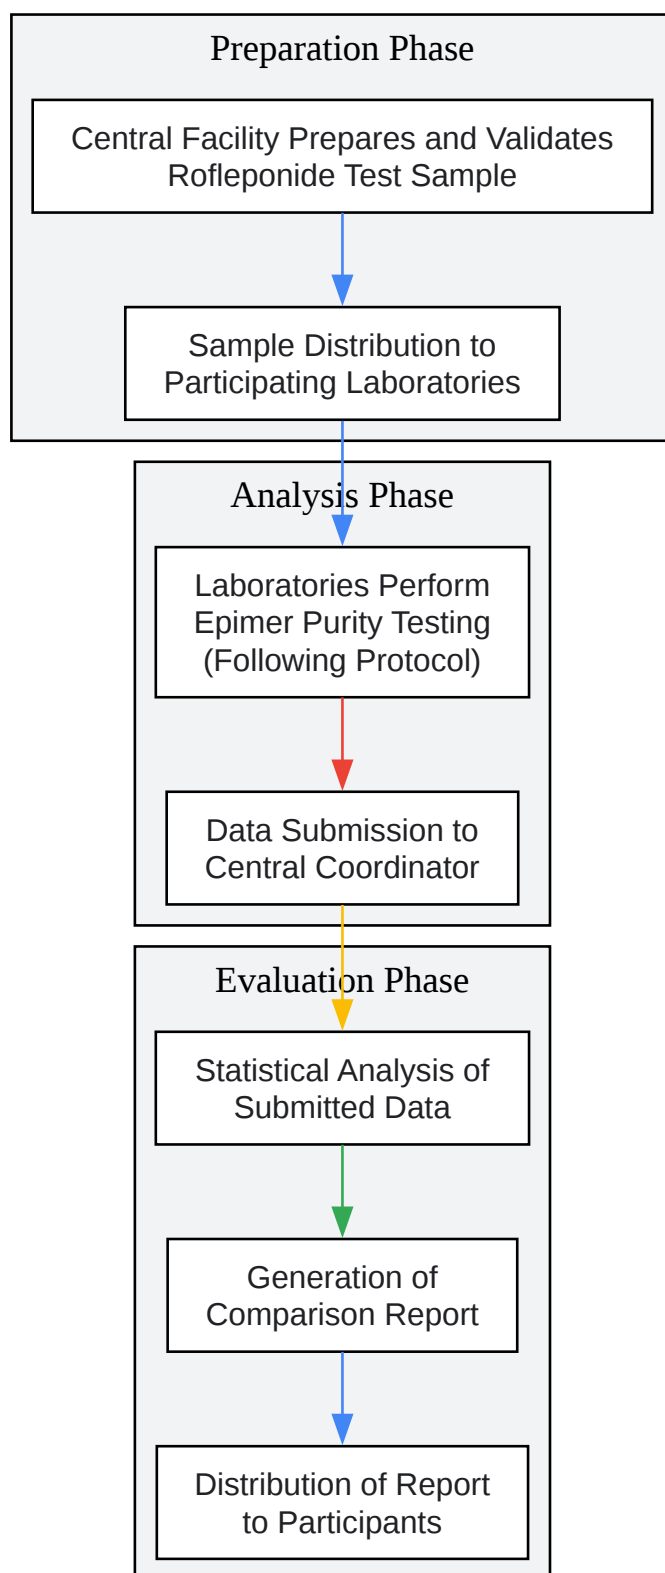 Preparation Phase
Central Facility Prepares and Validates
Rofleponide Test Sample
Sample Distribution to
Participating Laboratories
Analysis Phase
Laboratories Perform
Epimer Purity Testing
(Following Protocol)
Data Submission to
Central Coordinator
Evaluation Phase
Statistical Analysis of
Submitted Data
Generation of
Comparison Report
Distribution of Report
to Participants